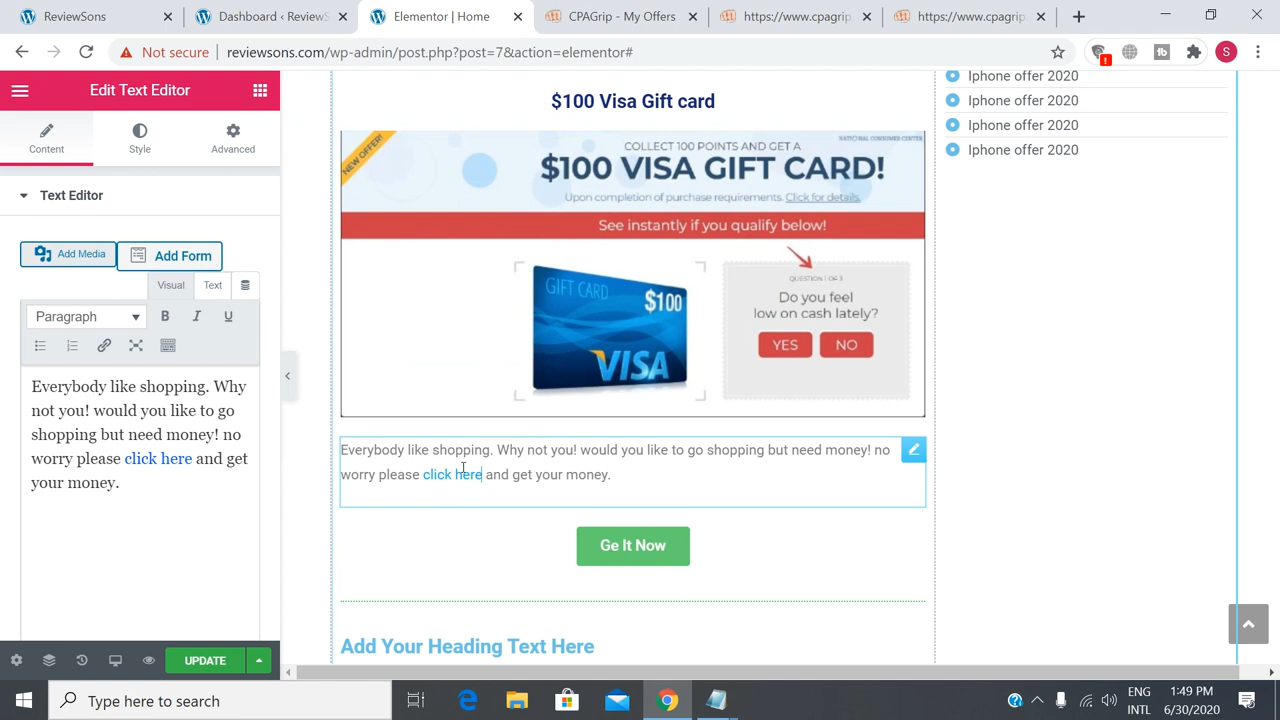 ReviewSons
Dashboard ‹ ReviewS
Elementor | Home
CPAGrip - My Offers
https://www.cpagrip.
https://www.cpagrip.
Not secure
reviewsons.com/wp-admin/post.php?post=7&action=elementor#
S
Edit Text Editor
Content
Style
Advanced
Text Editor
Add Media
Add Form
Visual
Text
Paragraph
B
I
U
Everybody like shopping. Why
not you! would you like to go
shopping but need money! no
worry please click here and get
your money.
UPDATE
$100 Visa Gift card
NEW OFFER!
NATIONAL CONSUMER CENTER
COLLECT 100 POINTS AND GET A
$100 VISA GIFT CARD!
Upon completion of purchase requirements. Click for details.
See instantly if you qualify below!
GIFT CARD
$100
VISA
QUESTION 1 OF 3
Do you feel
low on cash lately?
YES
NO
Everybody like shopping. Why not you! would you like to go shopping but need money! no
worry please click here and get your money.
Ge It Now
Add Your Heading Text Here
Iphone offer 2020
Iphone offer 2020
Iphone offer 2020
Iphone offer 2020
Type here to search
ENG
INTL
1:49 PM
6/30/2020